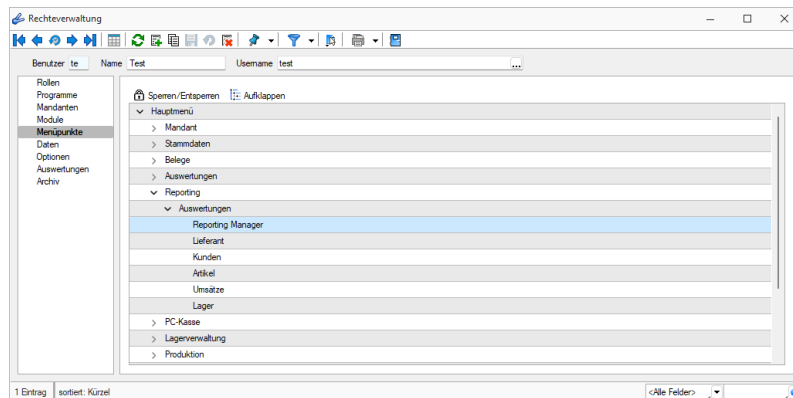 Rechteverwaltung
Benutzer te Name Test Username test ...
Rollen
Programme
Mandanten
Module
Menüpunkte
Daten
Optionen
Auswertungen
Archiv
Sperren/Entsperren Aufklappen
Hauptmenü
Mandant
Stammdaten
Belege
Auswertungen
Reporting
Auswertungen
Reporting Manager
Lieferant
Kunden
Artikel
Umsätze
Lager
PC-Kasse
Lagerverwaltung
Produktion
1 Eintrag sortiert: Kürzel <Alle Felder>